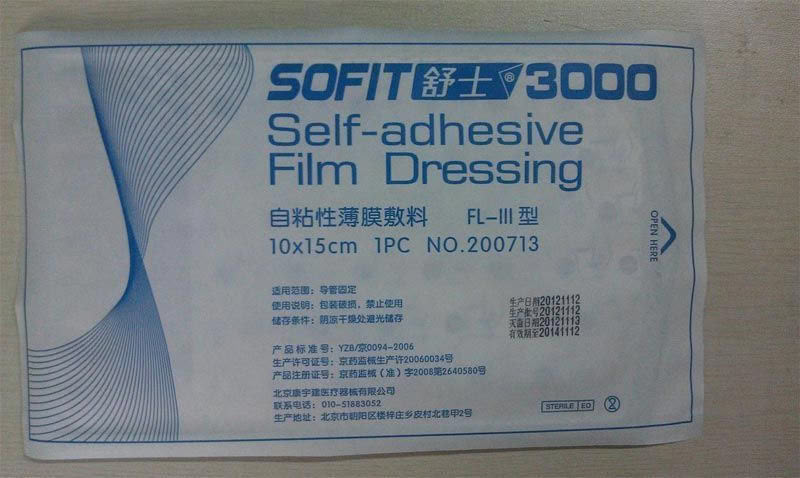 SOFIT舒士® 3000
Self-adhesive
Film Dressing
自粘性薄膜敷料 FL-III 型
10x15cm 1PC NO.200713
OPEN HERE
适用范围：导管固定
使用说明：包装破损，禁止使用
储存条件：阴凉干燥处避光储存
生产日期20121112
生产批号20121112
灭菌日期20121113
有效期至20141112
产品标准号：YZB/京0094-2006
生产许可证号：京药监械生产许20060034号
产品注册证号：京药监械（准）字2008第2640580号
北京康宇建医疗器械有限公司
联系电话：010-51883052
生产地址：北京市朝阳区楼梓庄乡皮村北巷甲2号
STERILE EO
2